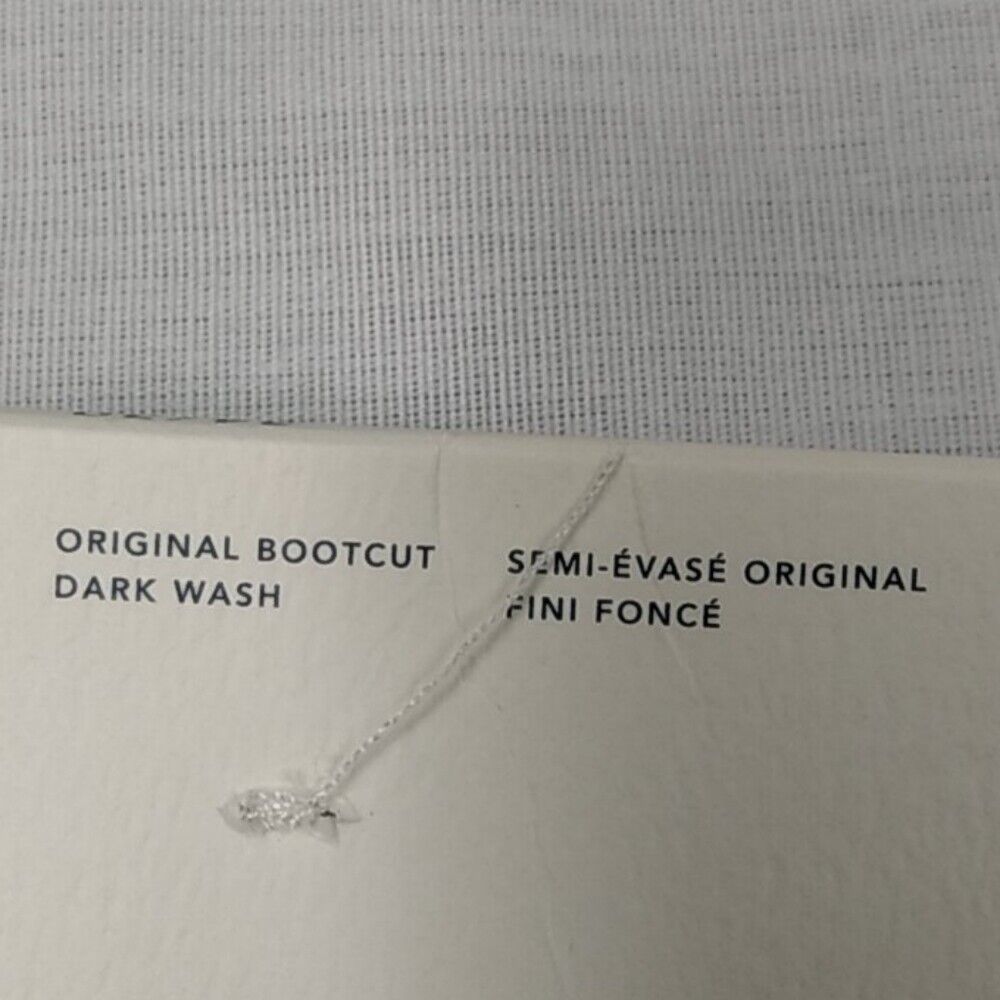 ORIGINAL BOOTCUT
DARK WASH
SEMI-ÉVASÉ ORIGINAL
FINI FONCÉ